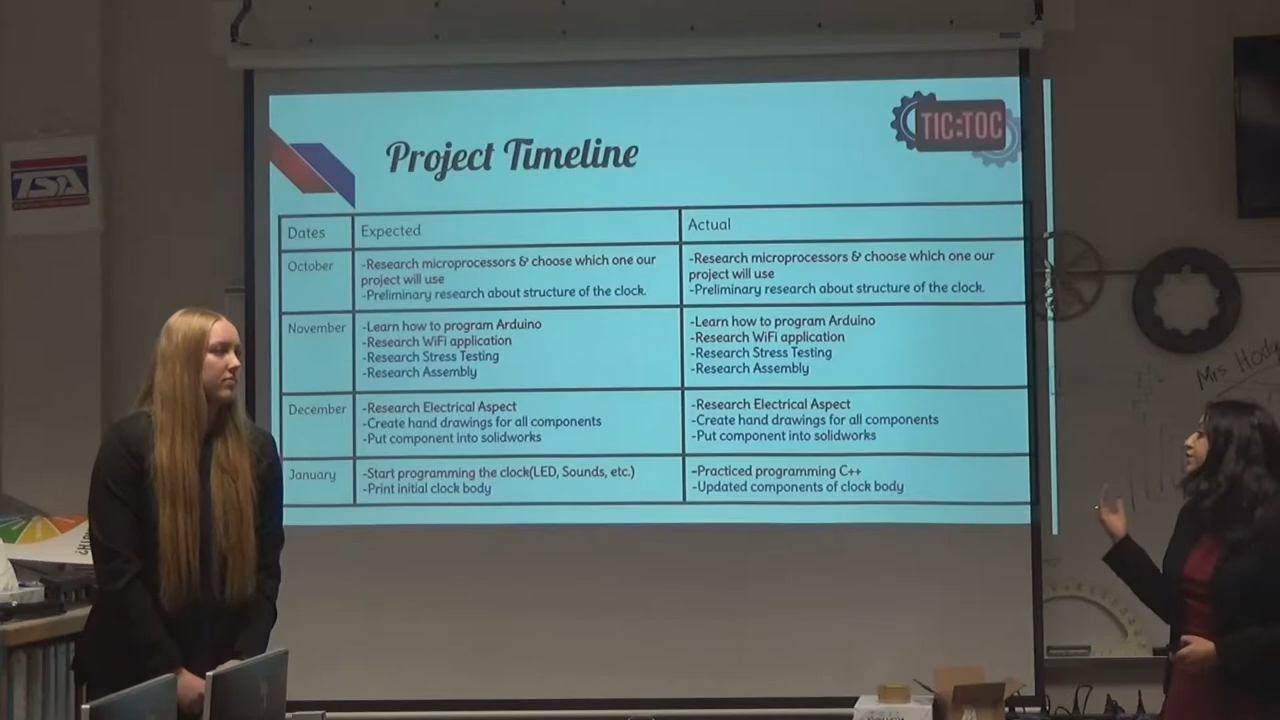 TSA
TIC:TOC
Project Timeline
Dates
Expected
Actual
October
-Research microprocessors & choose which one our
project will use
-Preliminary research about structure of the clock.
-Research microprocessors & choose which one our
project will use
-Preliminary research about structure of the clock.
November
-Learn how to program Arduino
-Research WiFi application
-Research Stress Testing
-Research Assembly
-Learn how to program Arduino
-Research WiFi application
-Research Stress Testing
-Research Assembly
December
-Research Electrical Aspect
-Create hand drawings for all components
-Put component into solidworks
-Research Electrical Aspect
-Create hand drawings for all components
-Put component into solidworks
January
-Start programming the clock(LED, Sounds, etc.)
-Print initial clock body
-Practiced programming C++
-Updated components of clock body
Mrs